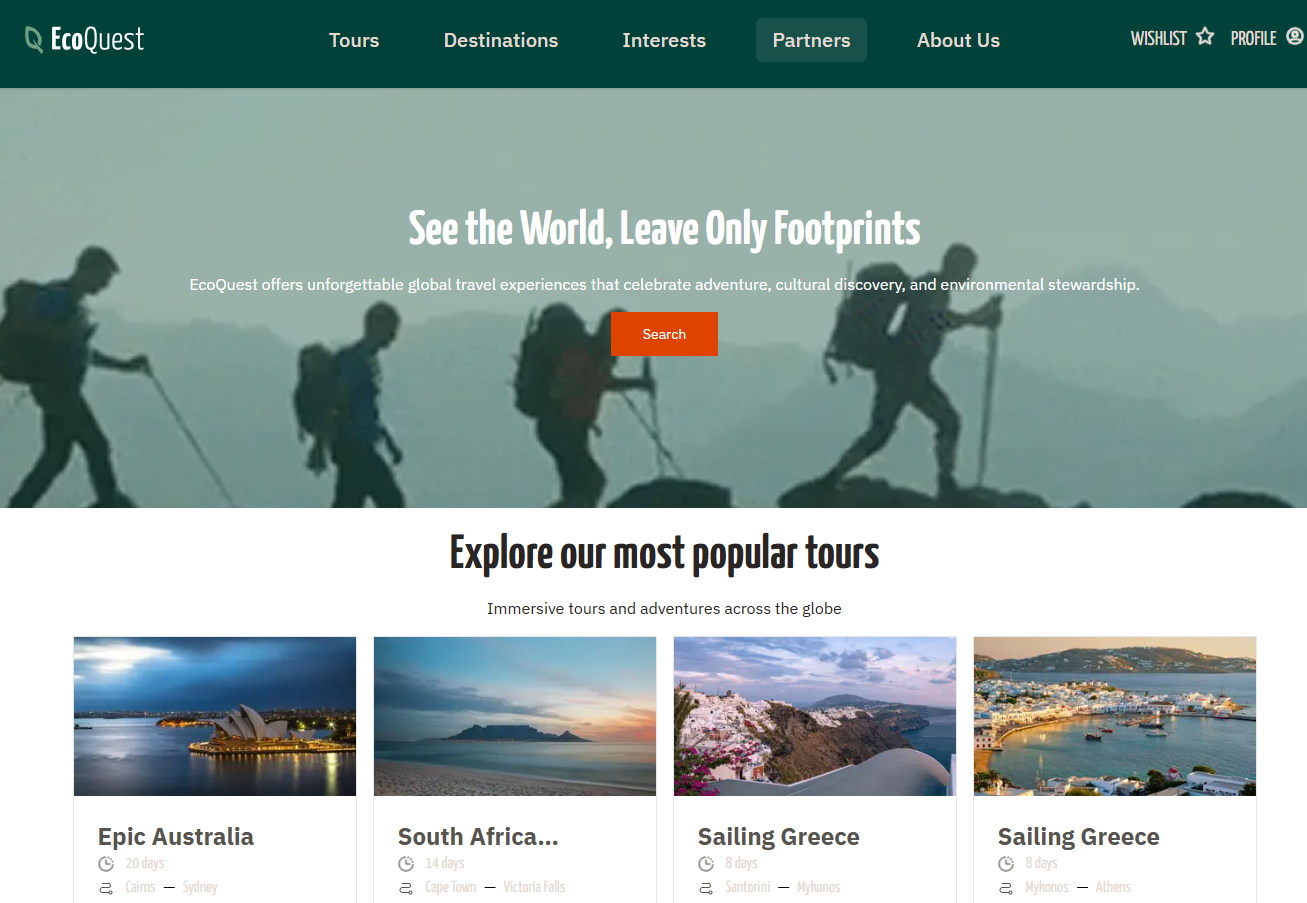 EcoQuest
Tours
Destinations
Interests
Partners
About Us
WISHLIST
PROFILE
See the World, Leave Only Footprints
EcoQuest offers unforgettable global travel experiences that celebrate adventure, cultural discovery, and environmental stewardship.
Search
Explore our most popular tours
Immersive tours and adventures across the globe
Epic Australia
20 days
Cairns — Sydney
South Africa...
14 days
Cape Town — Victoria Falls
Sailing Greece
8 days
Santorini — Mykonos
Sailing Greece
8 days
Mykonos — Athens